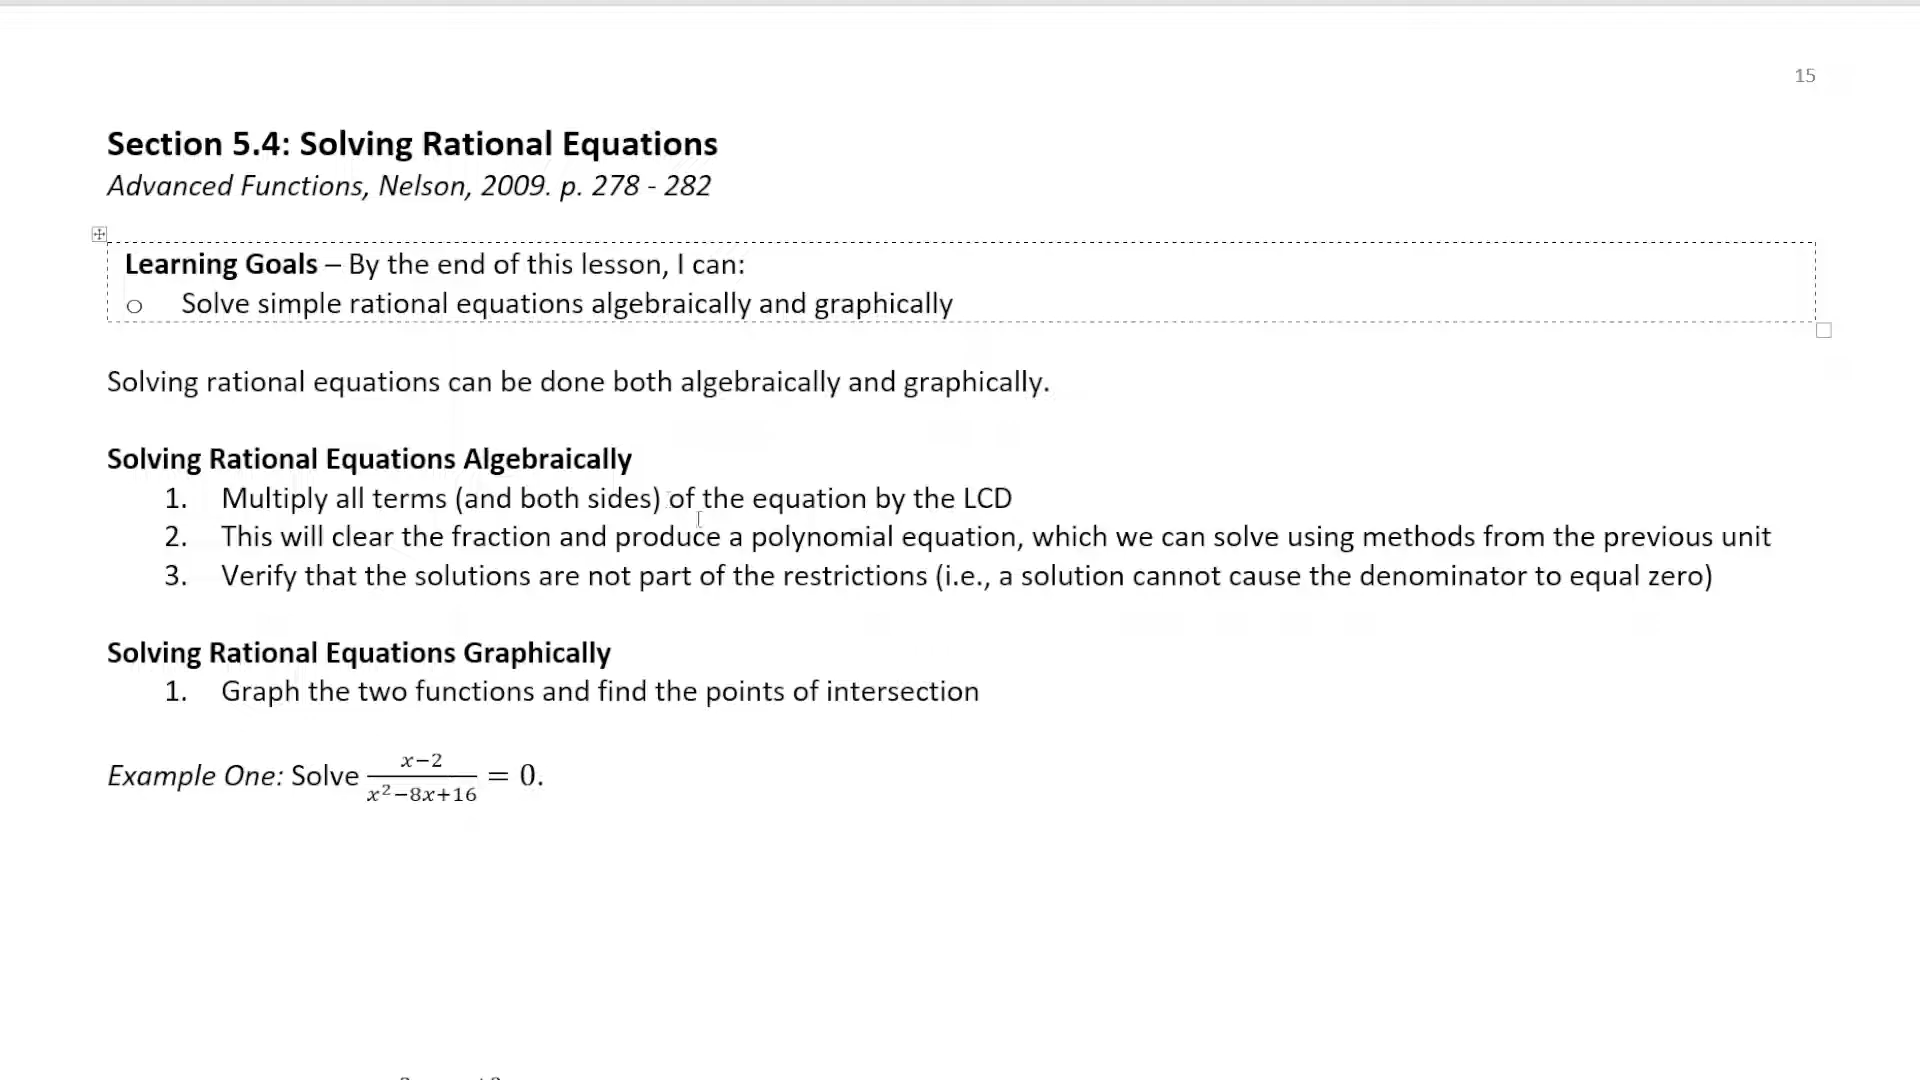 15
Section 5.4: Solving Rational Equations
Advanced Functions, Nelson, 2009. p. 278 - 282
Learning Goals – By the end of this lesson, I can:
o Solve simple rational equations algebraically and graphically
Solving rational equations can be done both algebraically and graphically.
Solving Rational Equations Algebraically
1. Multiply all terms (and both sides) of the equation by the LCD
2. This will clear the fraction and produce a polynomial equation, which we can solve using methods from the previous unit
3. Verify that the solutions are not part of the restrictions (i.e., a solution cannot cause the denominator to equal zero)
Solving Rational Equations Graphically
1. Graph the two functions and find the points of intersection
Example One: Solve (x−2)/(x²−8x+16) = 0.